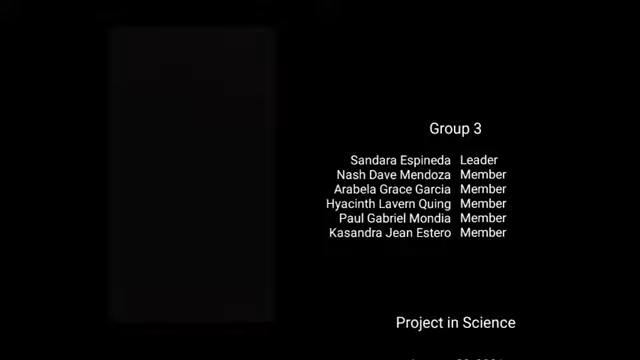 Group 3
Sandara Espineda Leader
Nash Dave Mendoza Member
Arabela Grace Garcia Member
Hyacinth Lavern Quing Member
Paul Gabriel Mondia Member
Kasandra Jean Estero Member
Project in Science